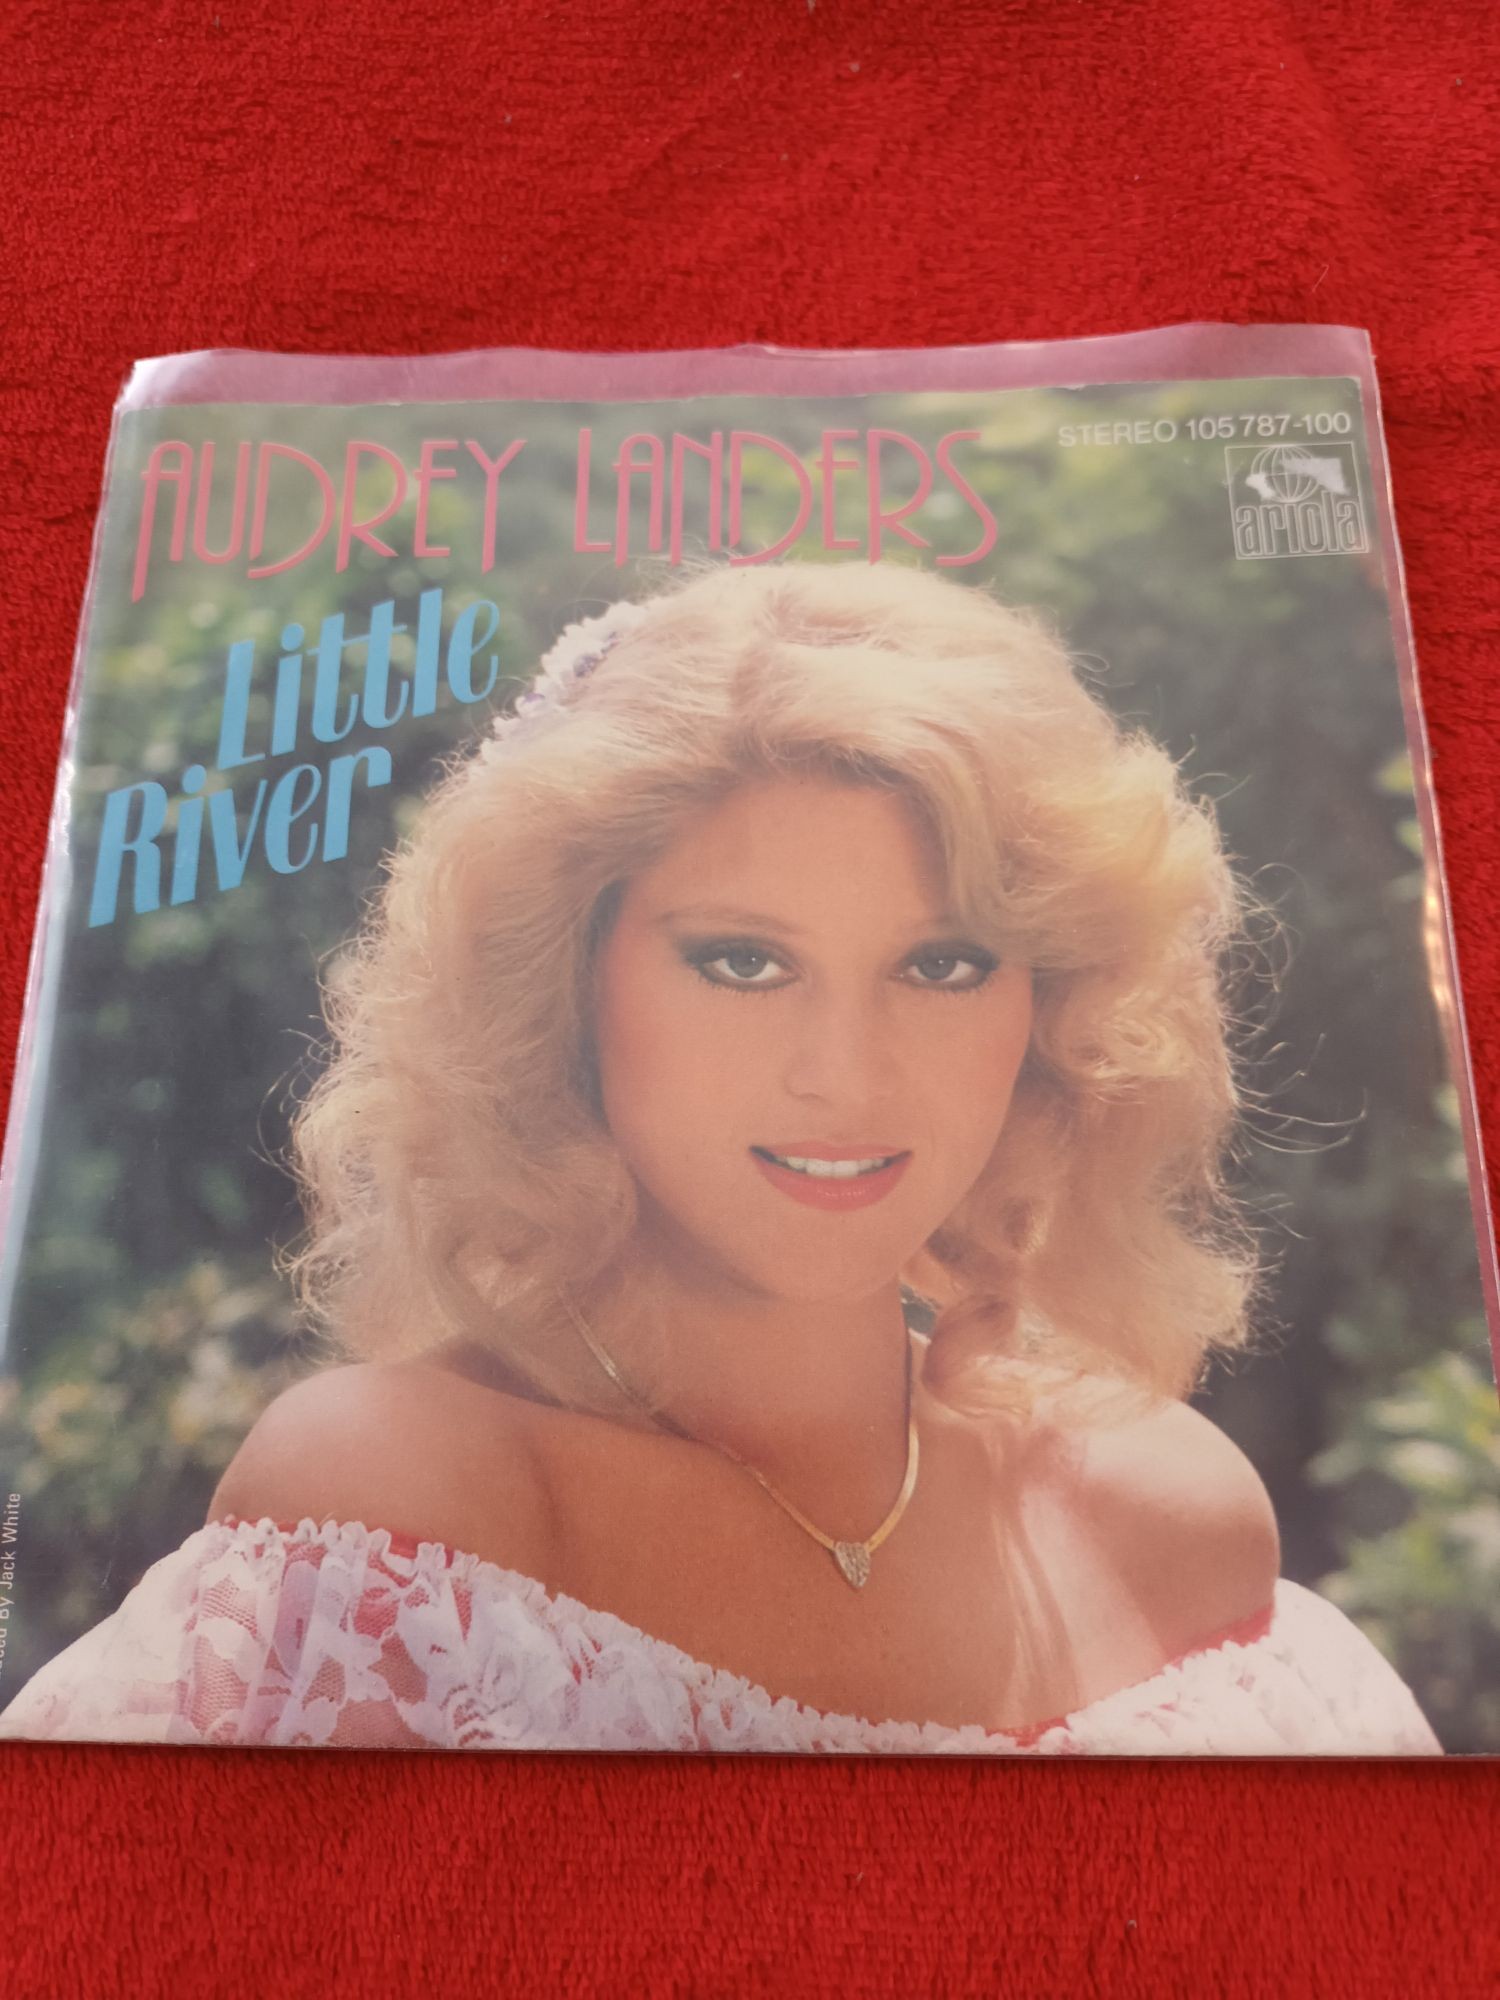 AUDREY LANDERS
STEREO 105 787-100
ariola
Little
River
By Jack White